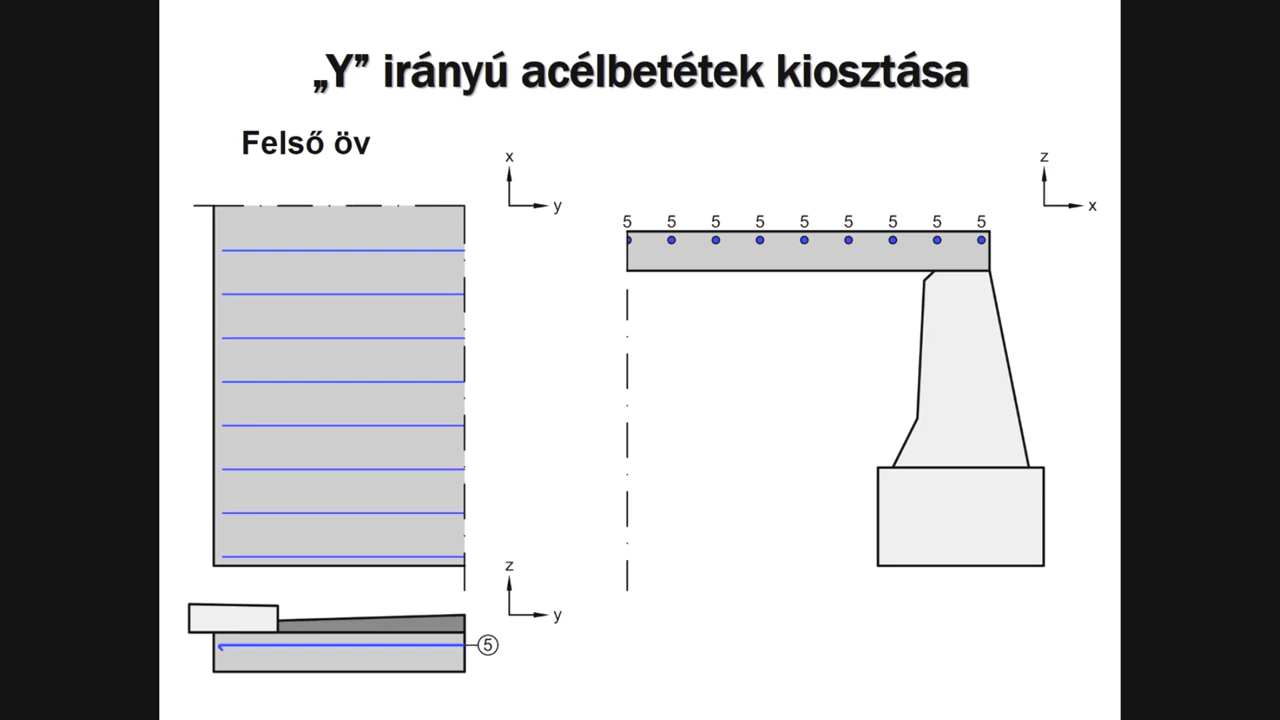 „Y” irányú acélbetétek kiosztása
Felső öv
x
y
z
x
5 5 5 5 5 5 5 5 5
z
y
5